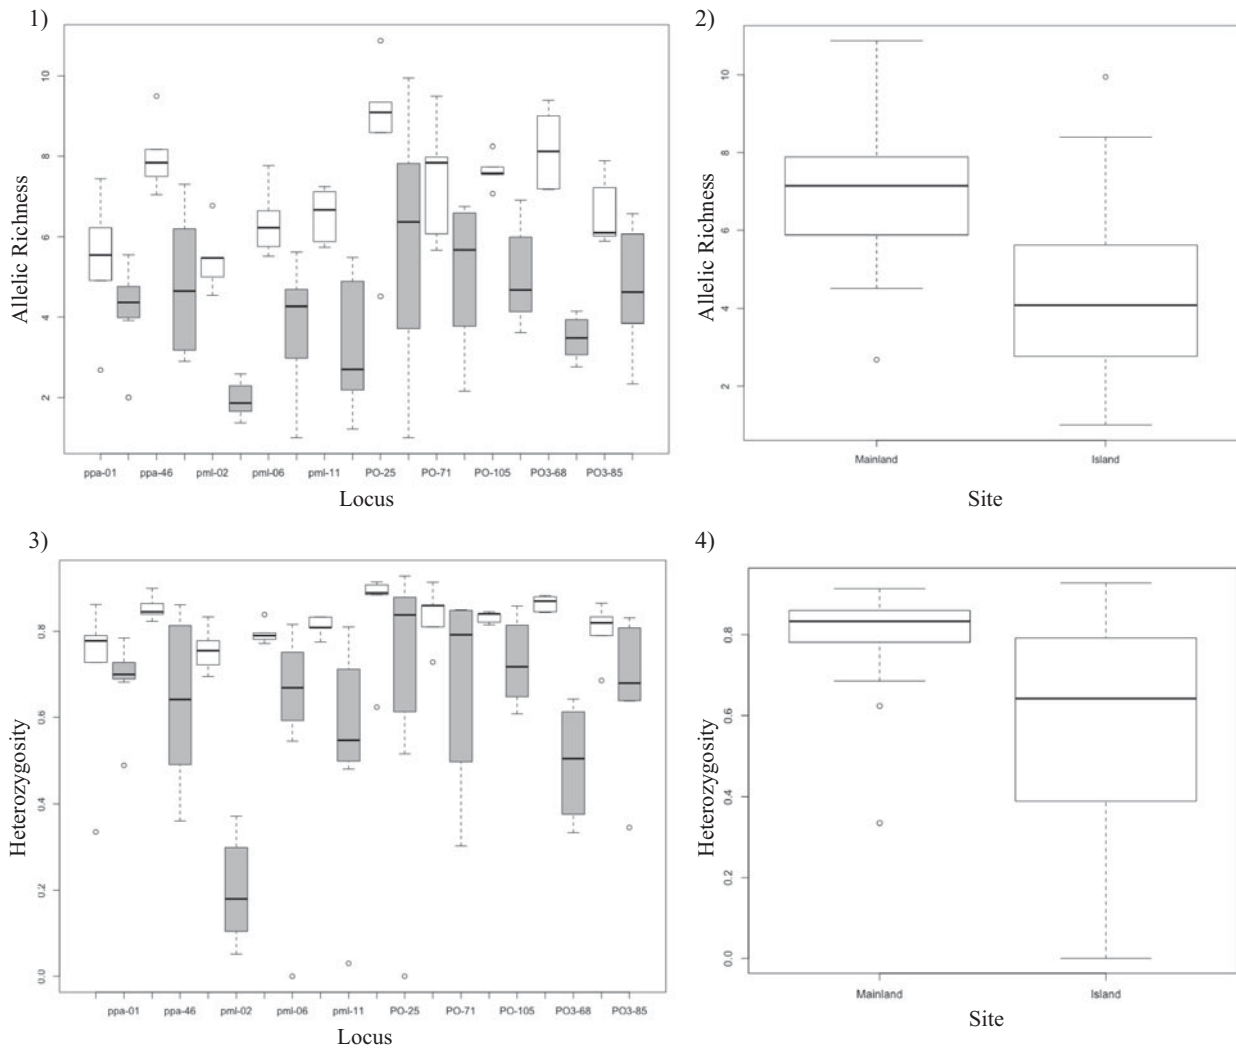 1)
Allelic Richness
10
8
6
4
2
ppa-01 ppa-46 pml-02 pml-06 pml-11 PO-25 PO-71 PO-105 PO3-68 PO3-85
Locus
2)
Allelic Richness
10
8
6
4
2
Mainland Island
Site
3)
Heterozygosity
0.8
0.6
0.4
0.2
0.0
ppa-01 ppa-46 pml-02 pml-06 pml-11 PO-25 PO-71 PO-105 PO3-68 PO3-85
Locus
4)
Heterozygosity
0.8
0.6
0.4
0.2
0.0
Mainland Island
Site